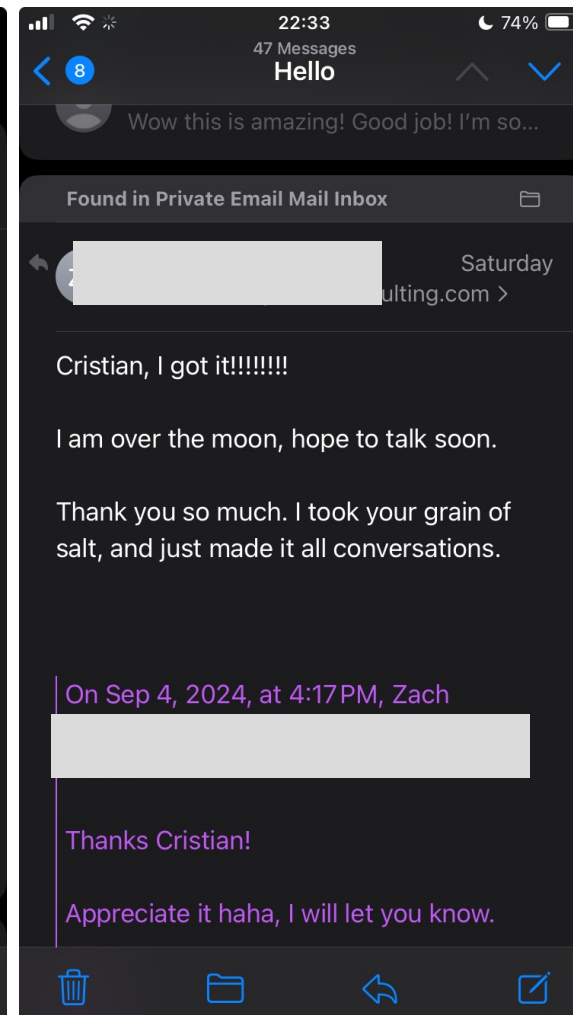 22:33
74%
47 Messages
8
Hello
Wow this is amazing! Good job! I'm so...
Found in Private Email Mail Inbox
Saturday
ulting.com >
Cristian, I got it!!!!!!!!
I am over the moon, hope to talk soon.
Thank you so much. I took your grain of
salt, and just made it all conversations.
On Sep 4, 2024, at 4:17 PM, Zach
Thanks Cristian!
Appreciate it haha, I will let you know.